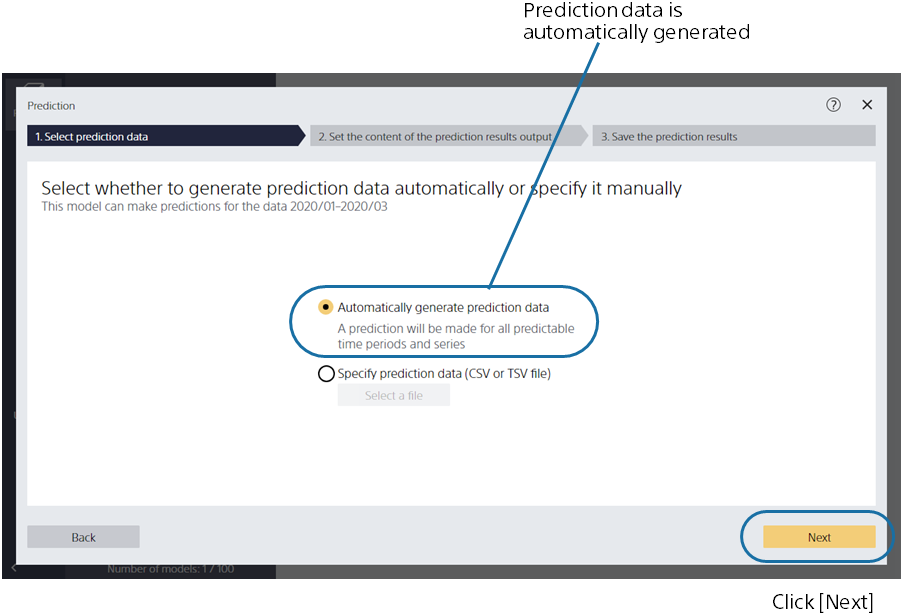 Prediction data is
automatically generated
Prediction
1. Select prediction data
2. Set the content of the prediction results output
3. Save the prediction results
Select whether to generate prediction data automatically or specify it manually
This model can make predictions for the data 2020/01–2020/03
Automatically generate prediction data
A prediction will be made for all predictable
time periods and series
Specify prediction data (CSV or TSV file)
Select a file
Back
Next
Number of models: 1 / 100
Click [Next]